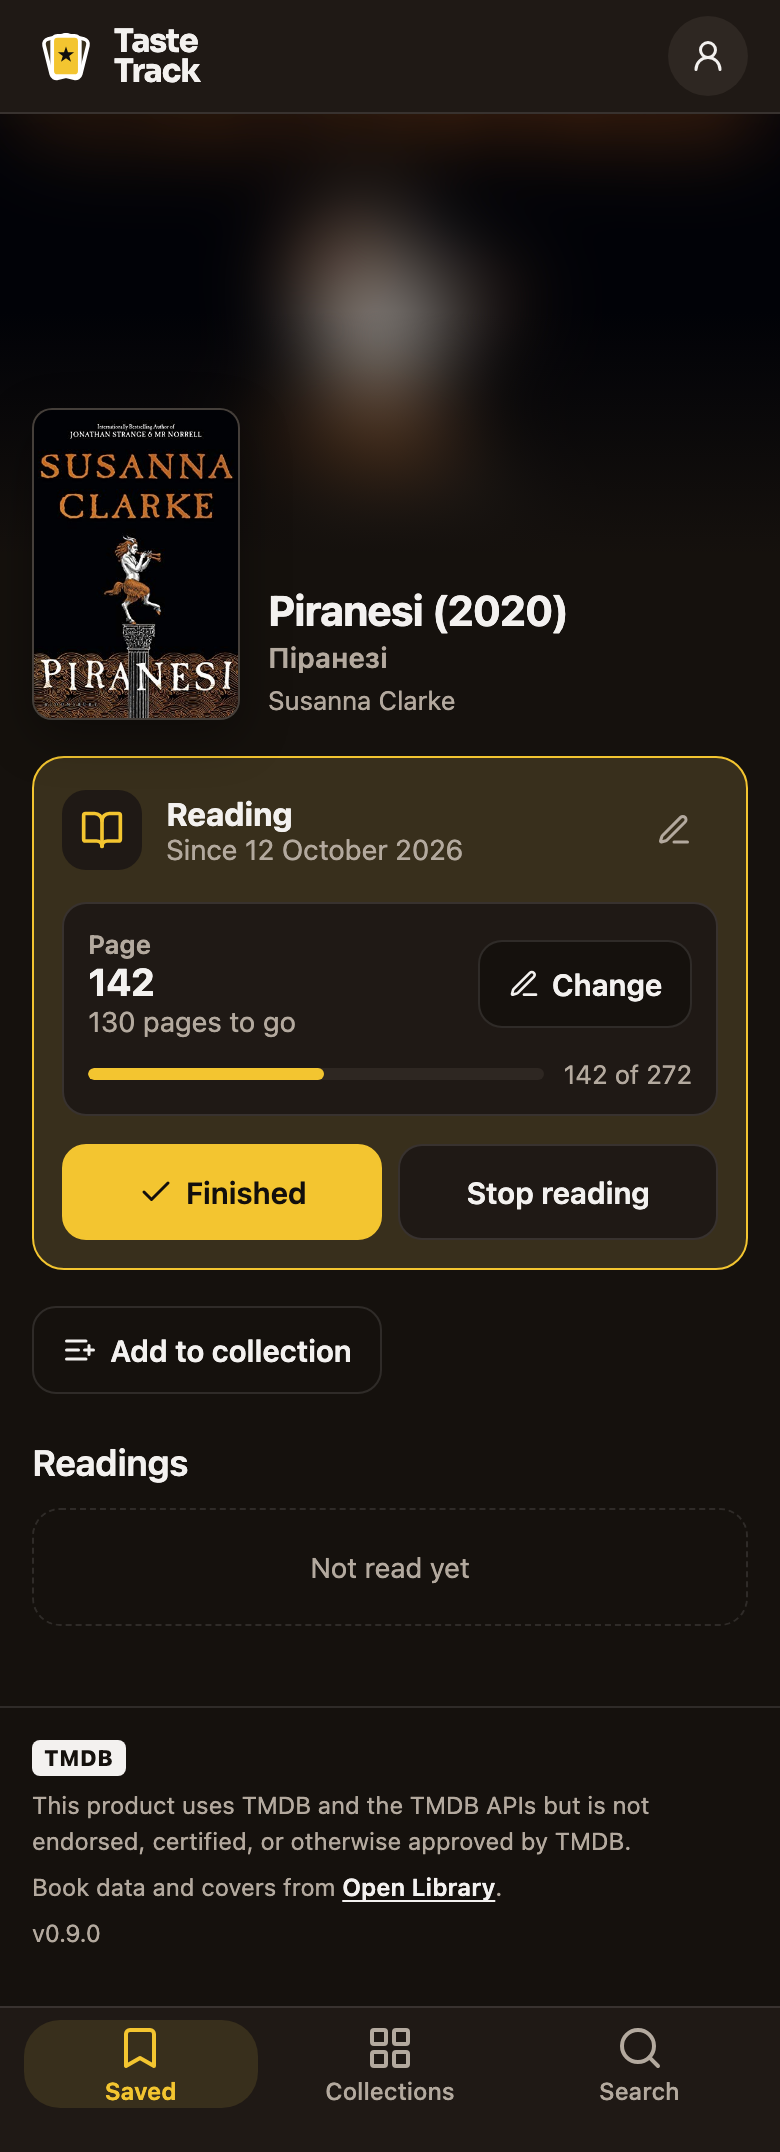 Taste
Track
Internationally Bestselling Author of
JONATHAN STRANGE & MR NORRELL
SUSANNA
CLARKE
PIRANESI
Piranesi (2020)
Піранезі
Susanna Clarke
Reading
Since 12 October 2026
Page
142
130 pages to go
Change
142 of 272
Finished
Stop reading
Add to collection
Readings
Not read yet
TMDB
This product uses TMDB and the TMDB APIs but is not
endorsed, certified, or otherwise approved by TMDB.
Book data and covers from Open Library.
v0.9.0
Saved
Collections
Search